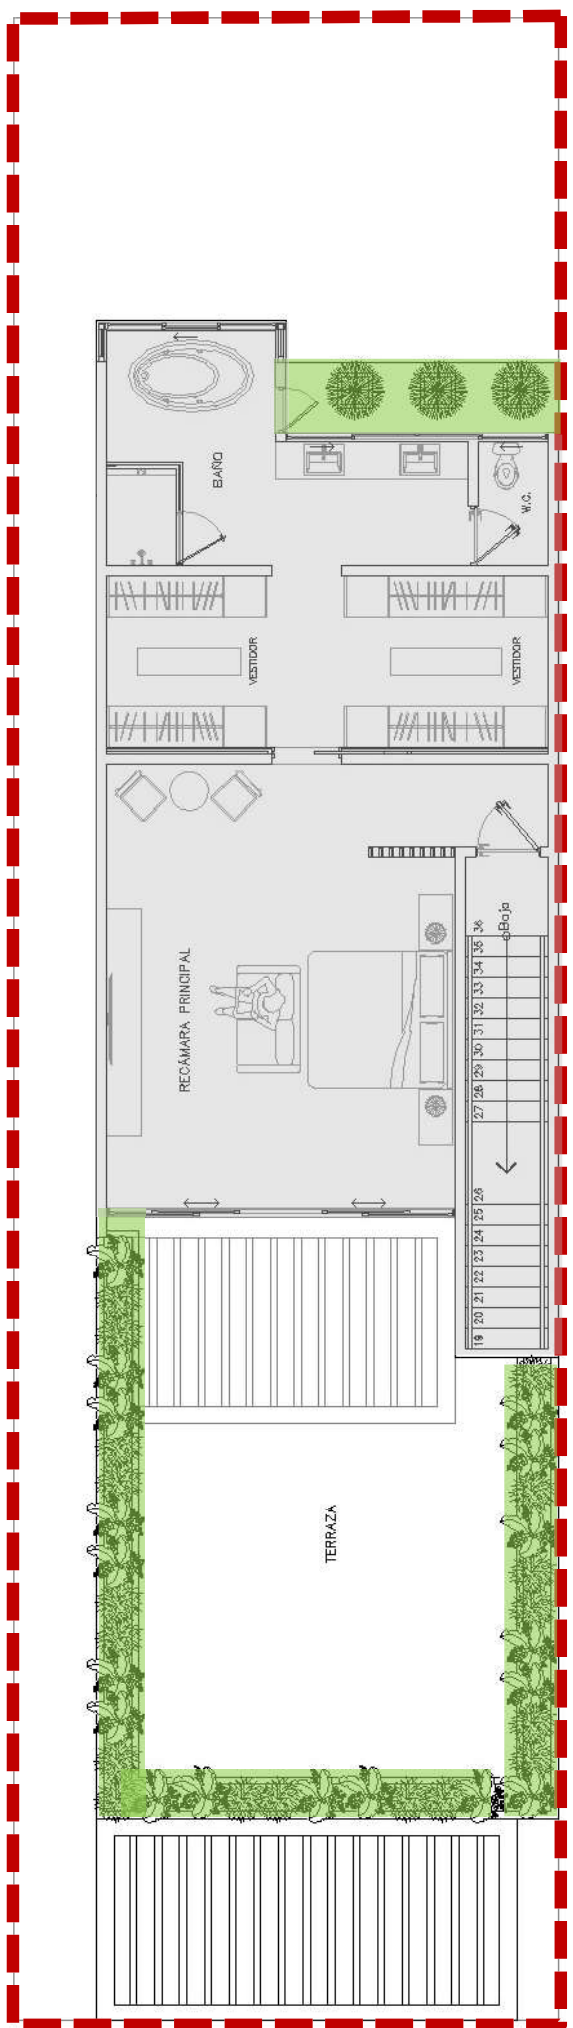 BAÑO
W.C.
VESTIDOR
VESTIDOR
RECÁMARA PRINCIPAL
Baja
36
35
34
33
32
31
30
29
28
27
26
25
24
23
22
21
20
19
TERRAZA